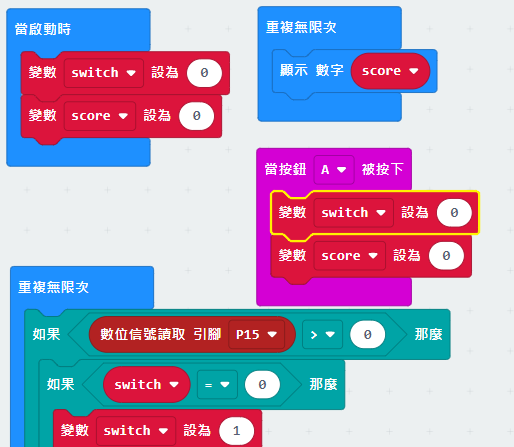 當啟動時
變數 switch 設為 0
變數 score 設為 0
重複無限次
顯示 數字 score
當按鈕 A 被按下
變數 switch 設為 0
變數 score 設為 0
重複無限次
如果 數位信號讀取 引腳 P15 > 0 那麼
如果 switch = 0 那麼
變數 switch 設為 1